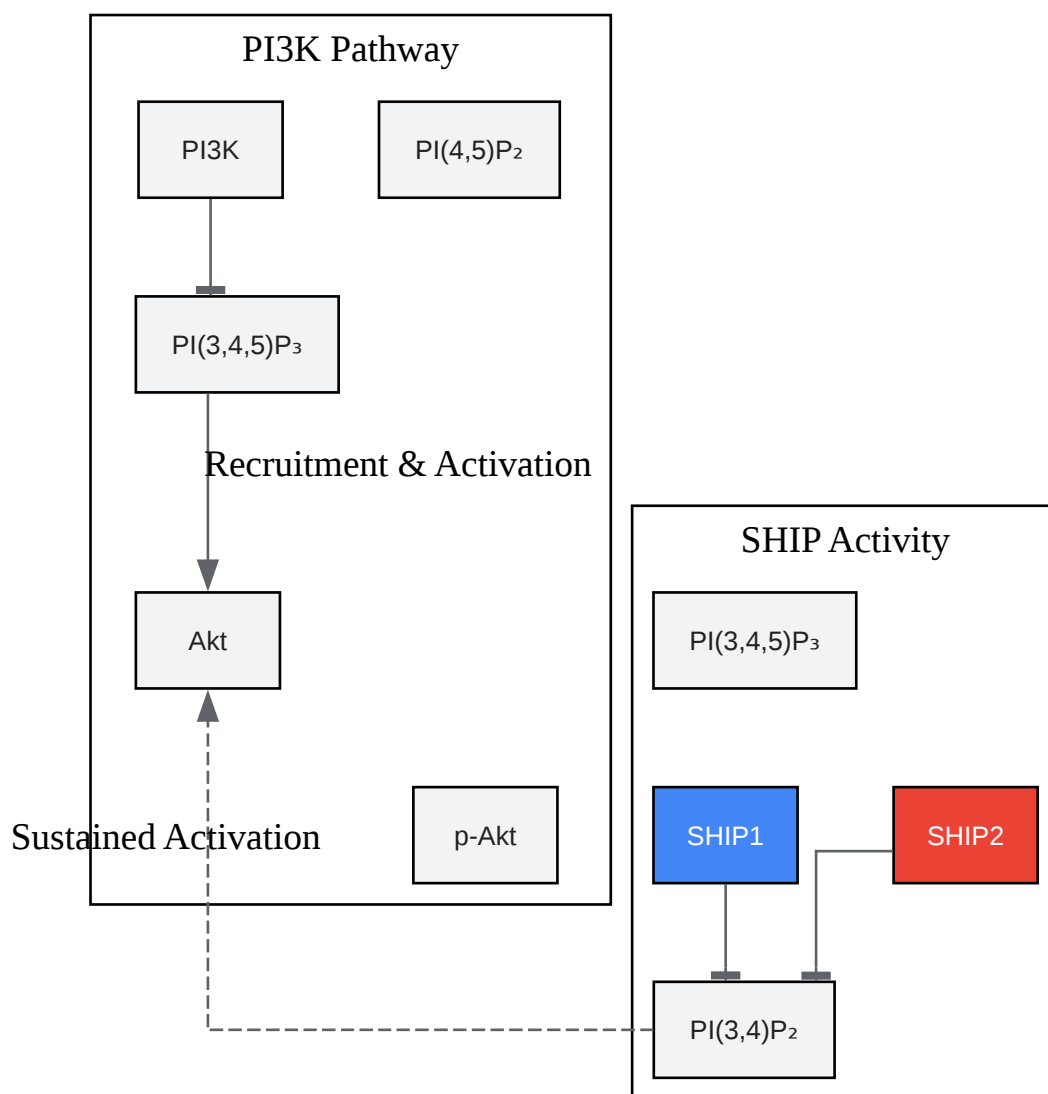 PI3K Pathway
PI3K
PI(4,5)P₂
PI(3,4,5)P₃
Recruitment & Activation
SHIP Activity
Akt
PI(3,4,5)P₃
Sustained Activation
p-Akt
SHIP1
SHIP2
PI(3,4)P₂